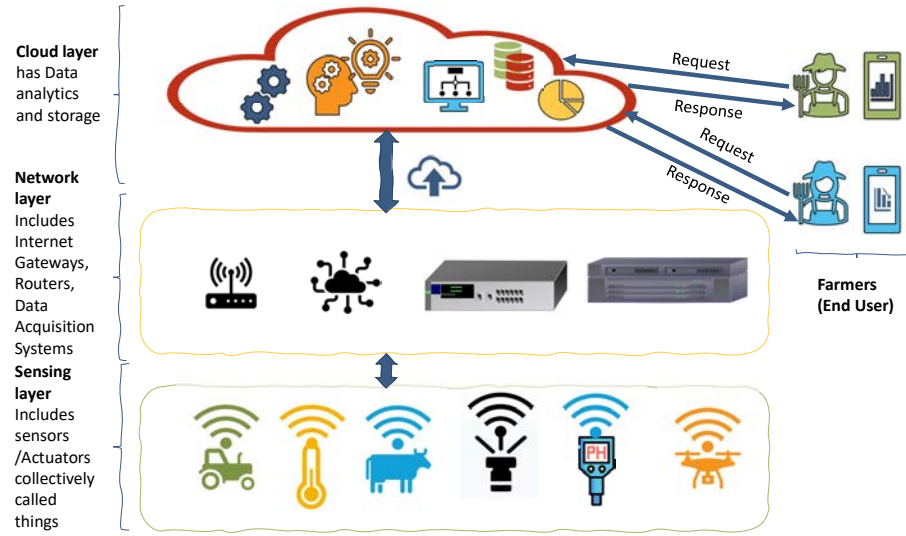 Cloud layer
has Data
analytics
and storage
Request
Response
Request
Response
Network
layer
Includes
Internet
Gateways,
Routers,
Data
Acquisition
Systems
Farmers
(End User)
Sensing
layer
Includes
sensors
/Actuators
collectively
called
things
PH